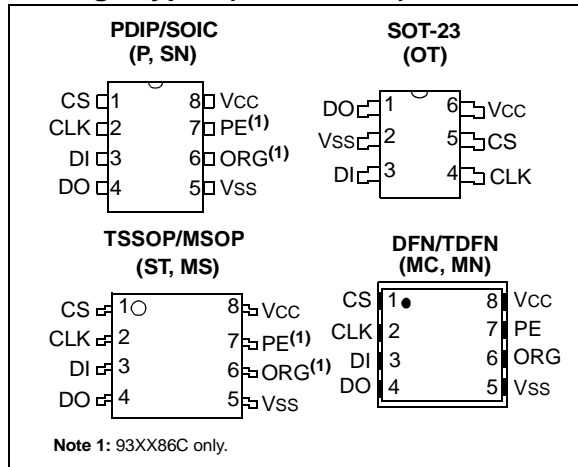 PDIP/SOIC
(P, SN)
CS 1 8 VCC
CLK 2 7 PE(1)
DI 3 6 ORG(1)
DO 4 5 VSS
SOT-23
(OT)
DO 1 6 VCC
VSS 2 5 CS
DI 3 4 CLK
TSSOP/MSOP
(ST, MS)
CS 1 8 VCC
CLK 2 7 PE(1)
DI 3 6 ORG(1)
DO 4 5 VSS
DFN/TDFN
(MC, MN)
CS 1 8 VCC
CLK 2 7 PE
DI 3 6 ORG
DO 4 5 VSS
Note 1: 93XX86C only.